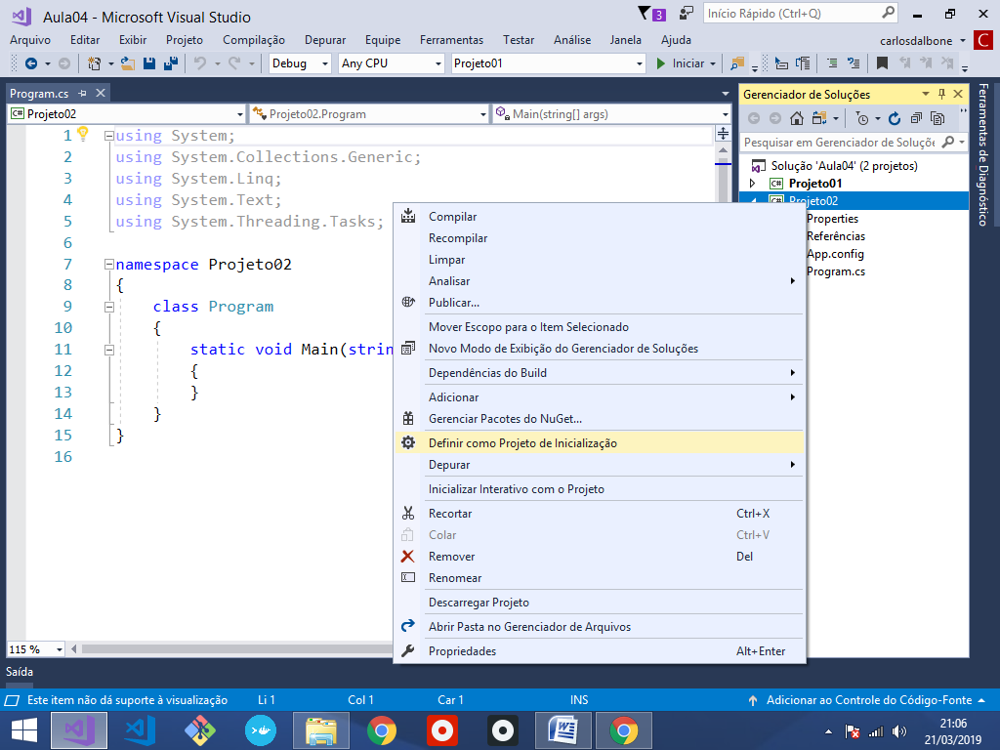 Aula04 - Microsoft Visual Studio
3
Início Rápido (Ctrl+Q)
Arquivo Editar Exibir Projeto Compilação Depurar Equipe Ferramentas Testar Análise Janela Ajuda
carlosdalbone C
Debug Any CPU Projeto01 Iniciar
Program.cs
C# Projeto02 Projeto02.Program Main(string[] args)
1 using System;
2 using System.Collections.Generic;
3 using System.Linq;
4 using System.Text;
5 using System.Threading.Tasks;
6
7 namespace Projeto02
8 {
9 class Program
10 {
11 static void Main(strin
12 {
13 }
14 }
15 }
16
115 %
Gerenciador de Soluções
Pesquisar em Gerenciador de Soluçõe
Solução 'Aula04' (2 projetos)
C# Projeto01
C# Projeto02
Properties
Referências
App.config
Program.cs
Ferramentas de Diagnóstico
Compilar
Recompilar
Limpar
Analisar
Publicar...
Mover Escopo para o Item Selecionado
Novo Modo de Exibição do Gerenciador de Soluções
Dependências do Build
Adicionar
Gerenciar Pacotes do NuGet...
Definir como Projeto de Inicialização
Depurar
Inicializar Interativo com o Projeto
Recortar Ctrl+X
Colar Ctrl+V
Remover Del
Renomear
Descarregar Projeto
Abrir Pasta no Gerenciador de Arquivos
Propriedades Alt+Enter
Saída
Este item não dá suporte à visualização Li 1 Col 1 Car 1 INS Adicionar ao Controle do Código-Fonte
21:06
21/03/2019